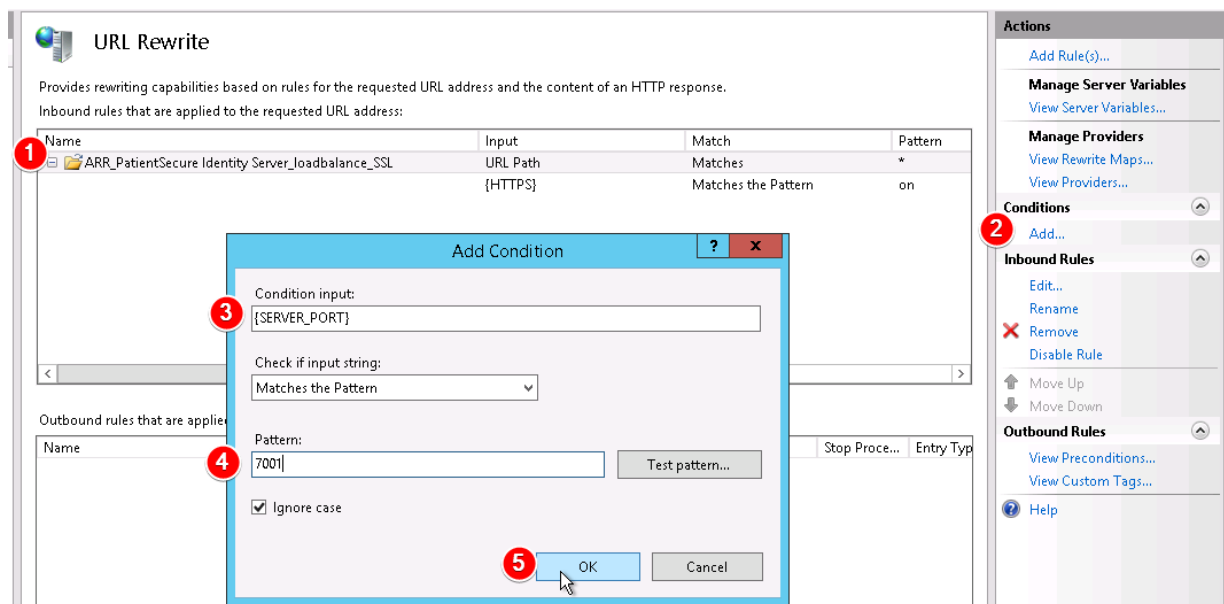 URL Rewrite
Provides rewriting capabilities based on rules for the requested URL address and the content of an HTTP response.
Inbound rules that are applied to the requested URL address:
Name Input Match Pattern
1 ARR_PatientSecure Identity Server_loadbalance_SSL URL Path Matches *
{HTTPS} Matches the Pattern on
Add Condition ? x
Condition input:
3 {SERVER_PORT}
Check if input string:
Matches the Pattern
Outbound rules that are applie
Name Stop Proce... Entry Typ
Pattern:
4 7001 Test pattern...
Ignore case
5 OK Cancel
Actions
Add Rule(s)...
Manage Server Variables
View Server Variables...
Manage Providers
View Rewrite Maps...
View Providers...
Conditions
2 Add...
Inbound Rules
Edit...
Rename
Remove
Disable Rule
Move Up
Move Down
Outbound Rules
View Preconditions...
View Custom Tags...
Help